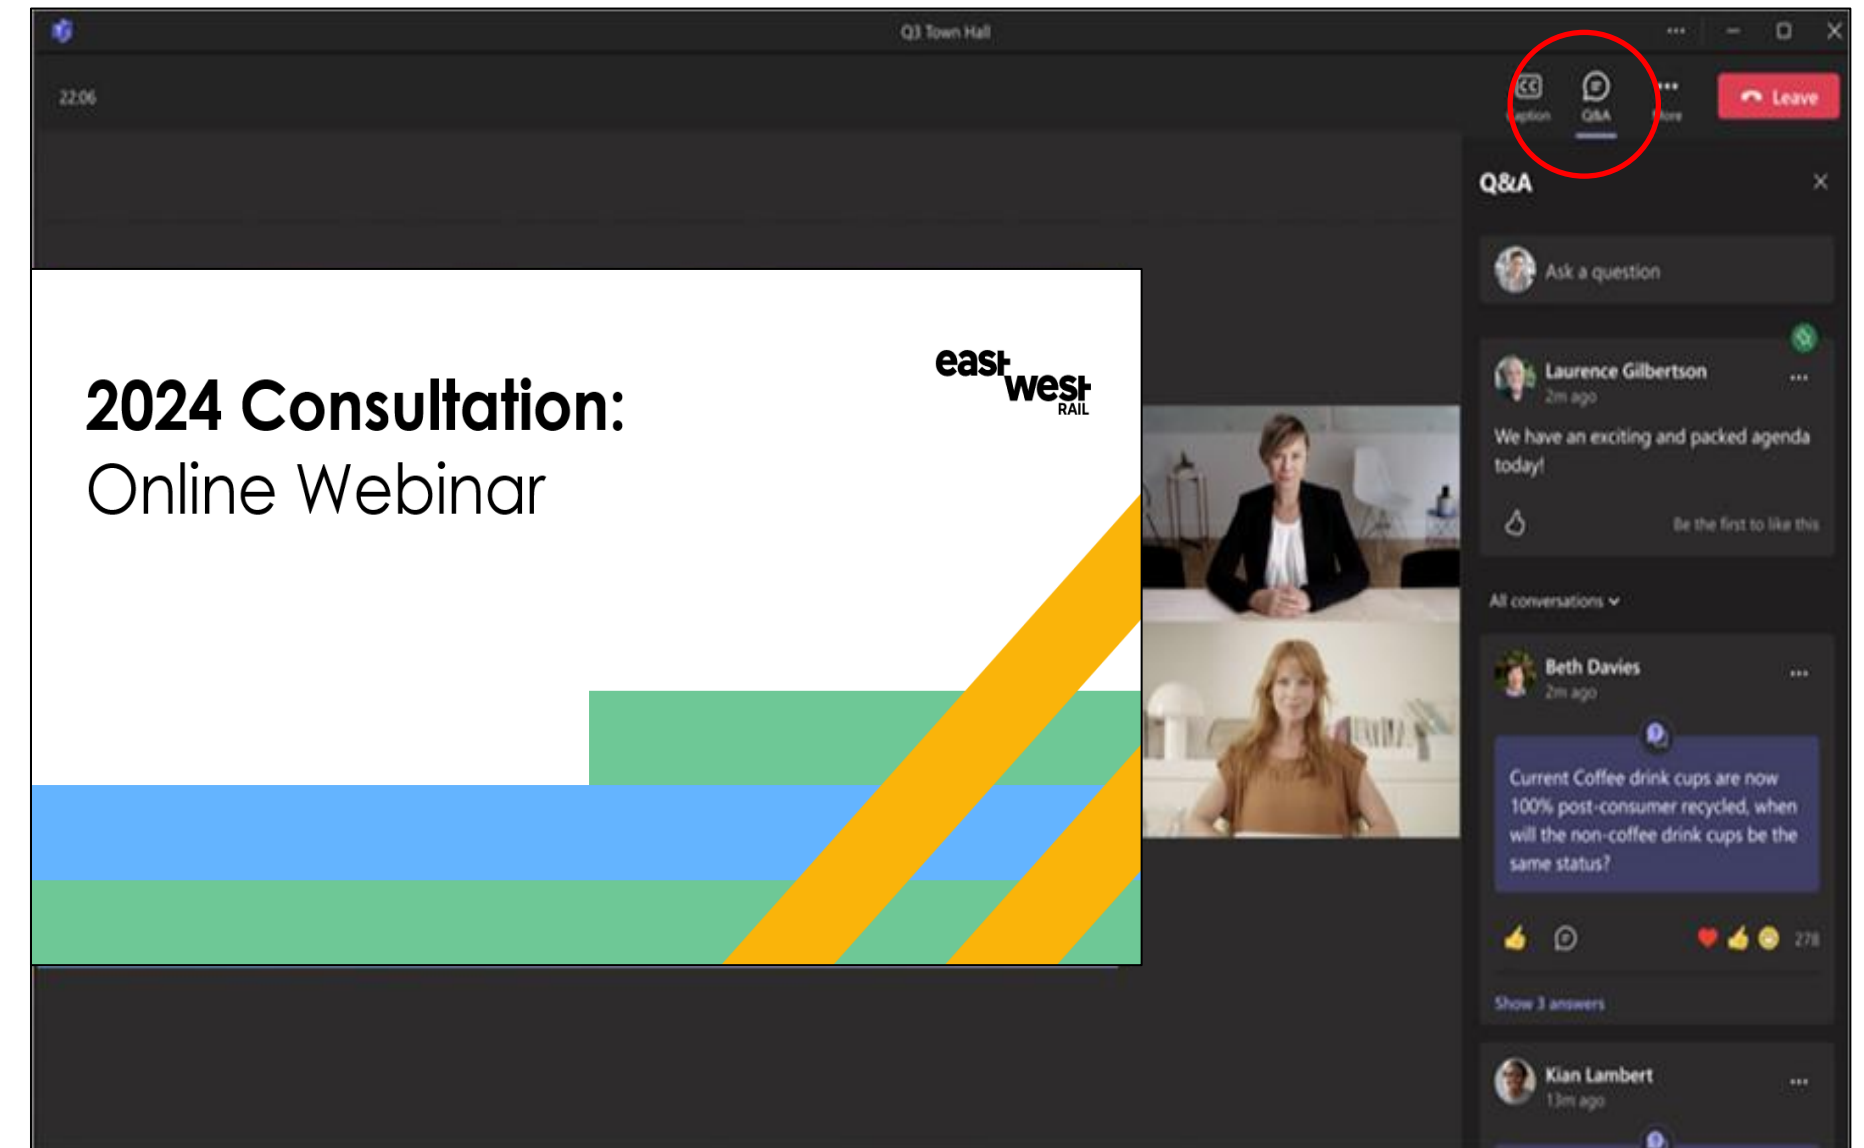 Q3 Town Hall
22:06
CC
Caption
Q&A
More
Leave
Q&A
Ask a question
Laurence Gilbertson
2m ago
We have an exciting and packed agenda
today!
Be the first to like this
All conversations
Beth Davies
2m ago
Current Coffee drink cups are now
100% post-consumer recycled, when
will the non-coffee drink cups be the
same status?
278
Show 3 answers
Kian Lambert
13m ago
2024 Consultation:
Online Webinar
east
west
RAIL